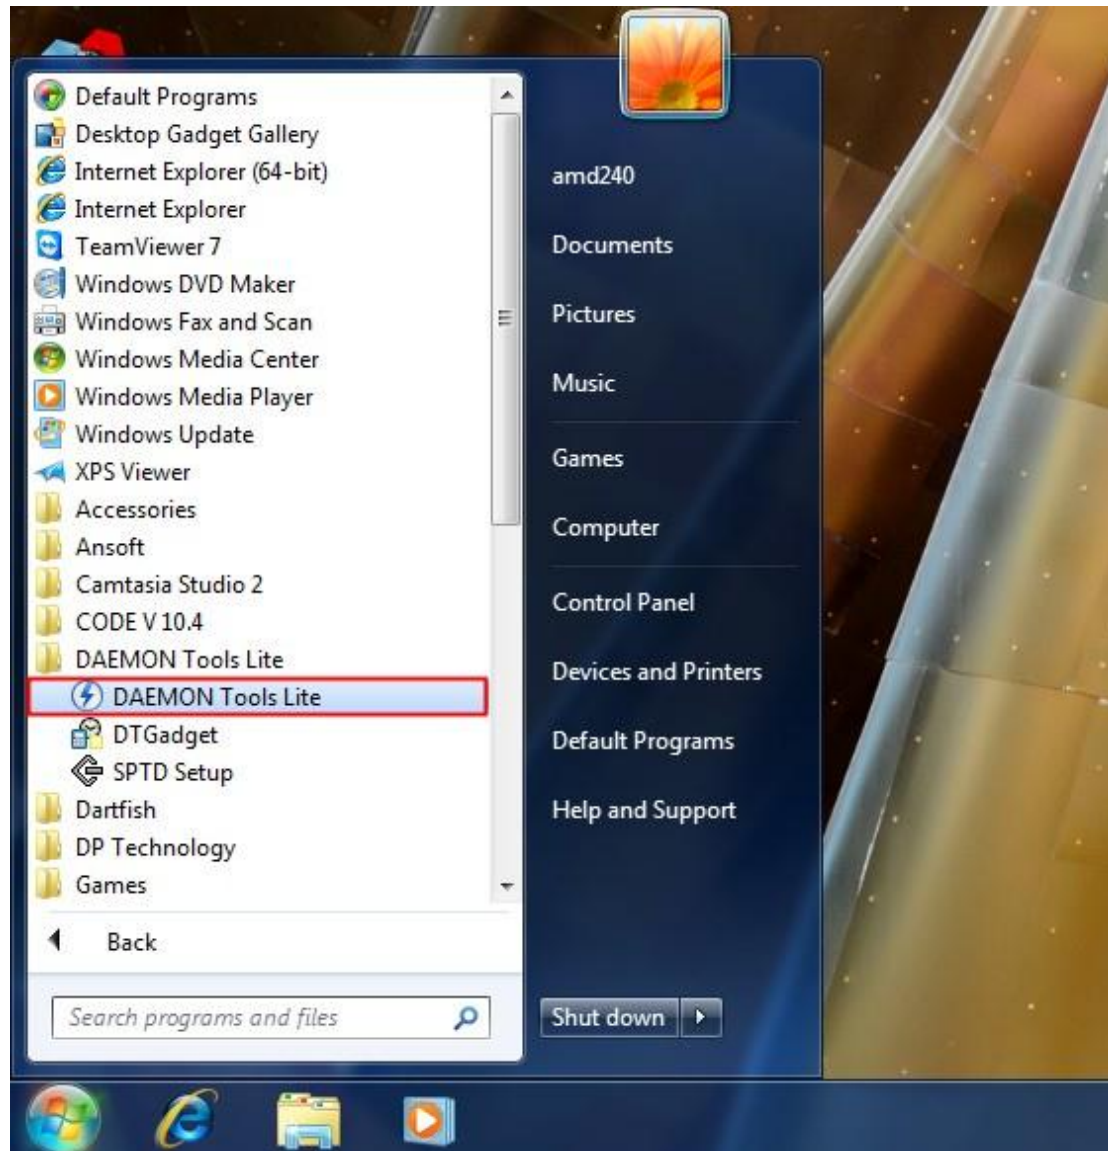 Default Programs
Desktop Gadget Gallery
Internet Explorer (64-bit)
Internet Explorer
TeamViewer 7
Windows DVD Maker
Windows Fax and Scan
Windows Media Center
Windows Media Player
Windows Update
XPS Viewer
Accessories
Ansoft
Camtasia Studio 2
CODE V 10.4
DAEMON Tools Lite
DAEMON Tools Lite
DTGadget
SPTD Setup
Dartfish
DP Technology
Games
Back
Search programs and files
amd240
Documents
Pictures
Music
Games
Computer
Control Panel
Devices and Printers
Default Programs
Help and Support
Shut down